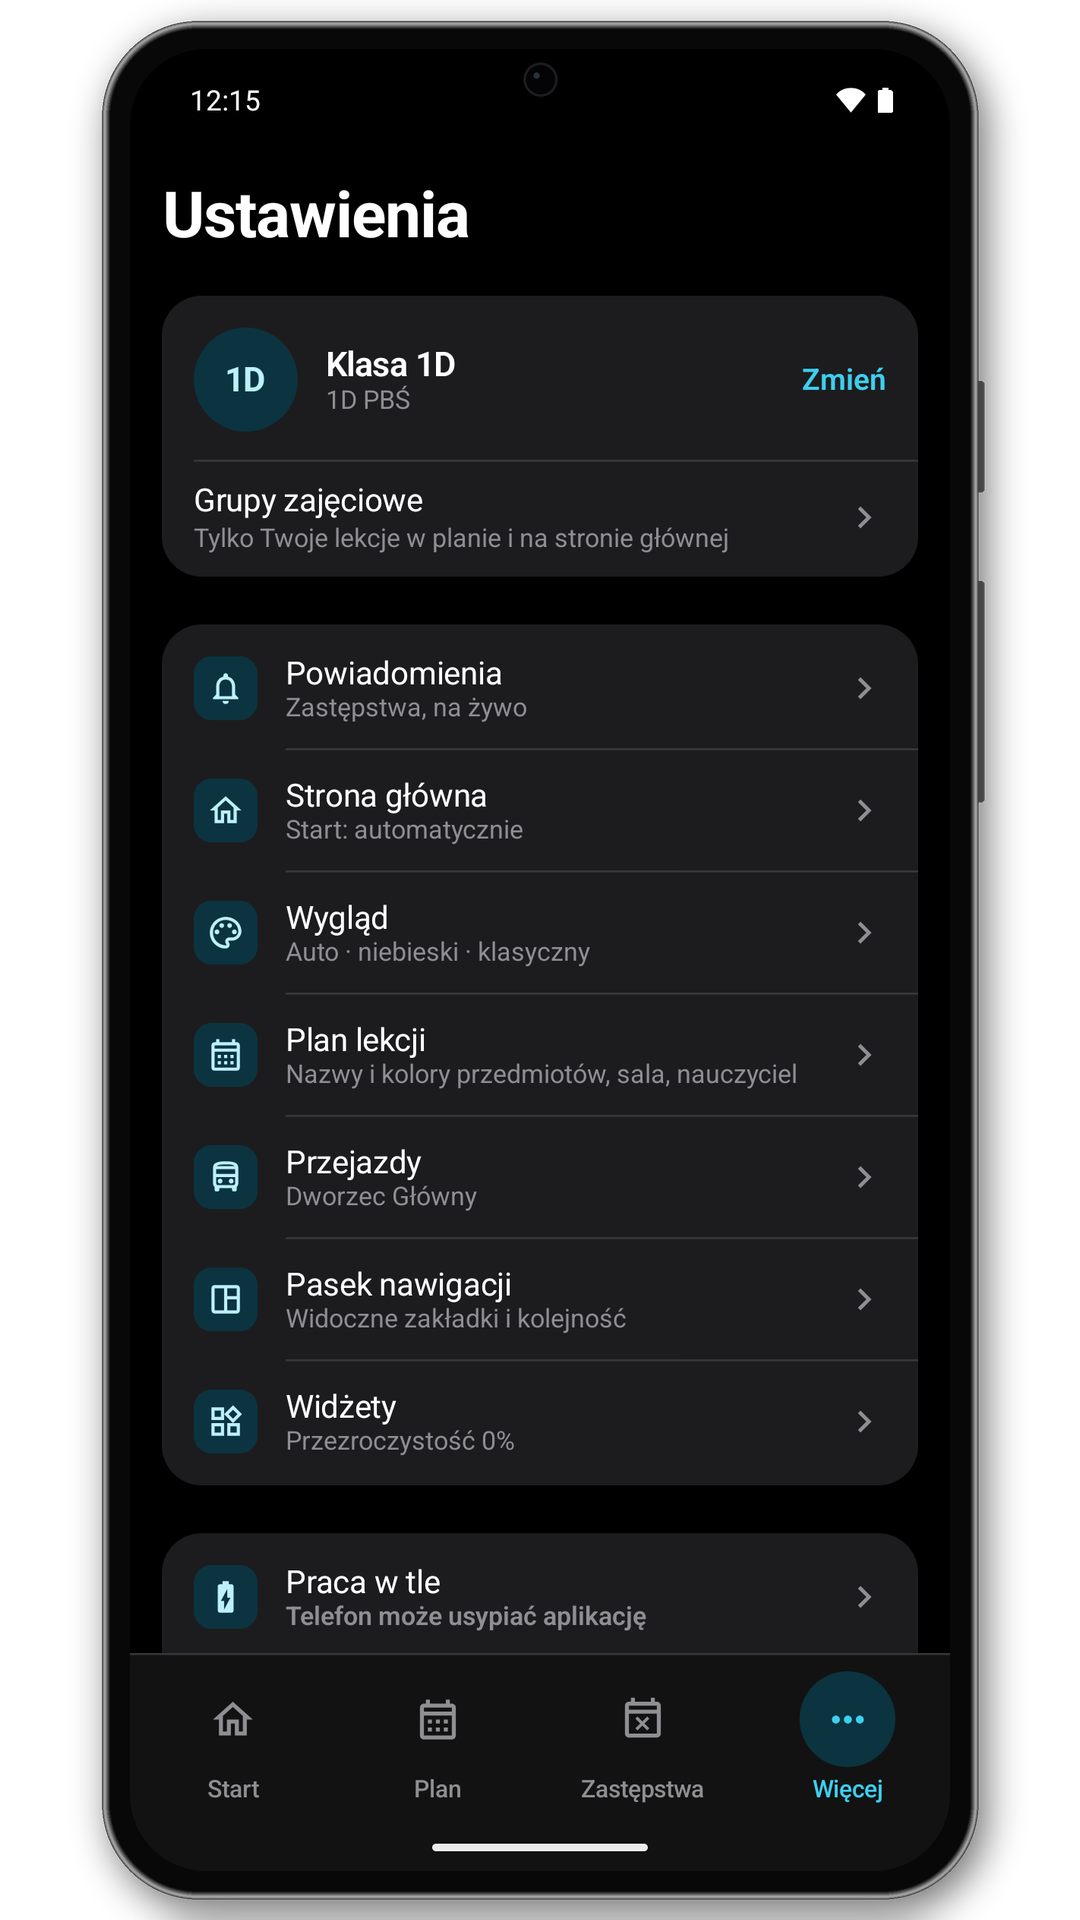 12:15
Ustawienia
1D
Klasa 1D
1D PBŚ
Zmień
Grupy zajęciowe
Tylko Twoje lekcje w planie i na stronie głównej
Powiadomienia
Zastępstwa, na żywo
Strona główna
Start: automatycznie
Wygląd
Auto · niebieski · klasyczny
Plan lekcji
Nazwy i kolory przedmiotów, sala, nauczyciel
Przejazdy
Dworzec Główny
Pasek nawigacji
Widoczne zakładki i kolejność
Widżety
Przezroczystość 0%
Praca w tle
Telefon może usypiać aplikację
Start
Plan
Zastępstwa
Więcej